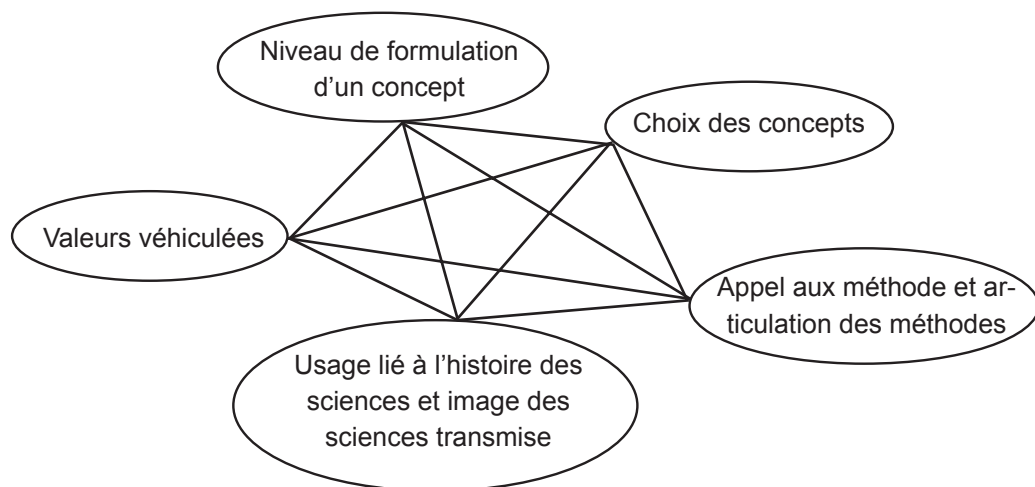 Niveau de formulation
d’un concept
Choix des concepts
Valeurs véhiculées
Appel aux méthode et ar-
ticulation des méthodes
Usage lié à l’histoire des
sciences et image des
sciences transmise